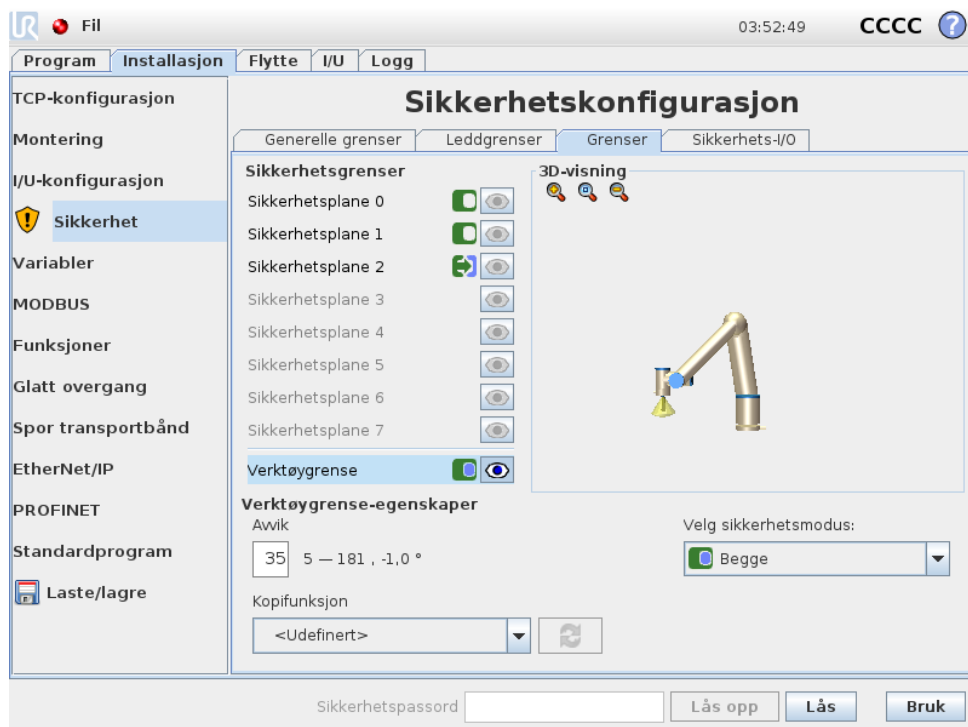 UR Fil 03:52:49 CCCC ?
Program Installasjon Flytte I/U Logg
TCP-konfigurasjon
Montering
I/U-konfigurasjon
Sikkerhet
Variabler
MODBUS
Funksjoner
Glatt overgang
Spor transportbånd
EtherNet/IP
PROFINET
Standardprogram
Laste/lagre
Sikkerhetskonfigurasjon
Generelle grenser Leddgrenser Grenser Sikkerhets-I/O
Sikkerhetsgrenser
Sikkerhetsplane 0
Sikkerhetsplane 1
Sikkerhetsplane 2
Sikkerhetsplane 3
Sikkerhetsplane 4
Sikkerhetsplane 5
Sikkerhetsplane 6
Sikkerhetsplane 7
Verktøygrense
3D-visning
Verktøygrense-egenskaper
Avvik
35 5 — 181 , -1,0 °
Velg sikkerhetsmodus:
Begge
Kopifunksjon
<Udefinert>
Sikkerhetspassord Lås opp Lås Bruk